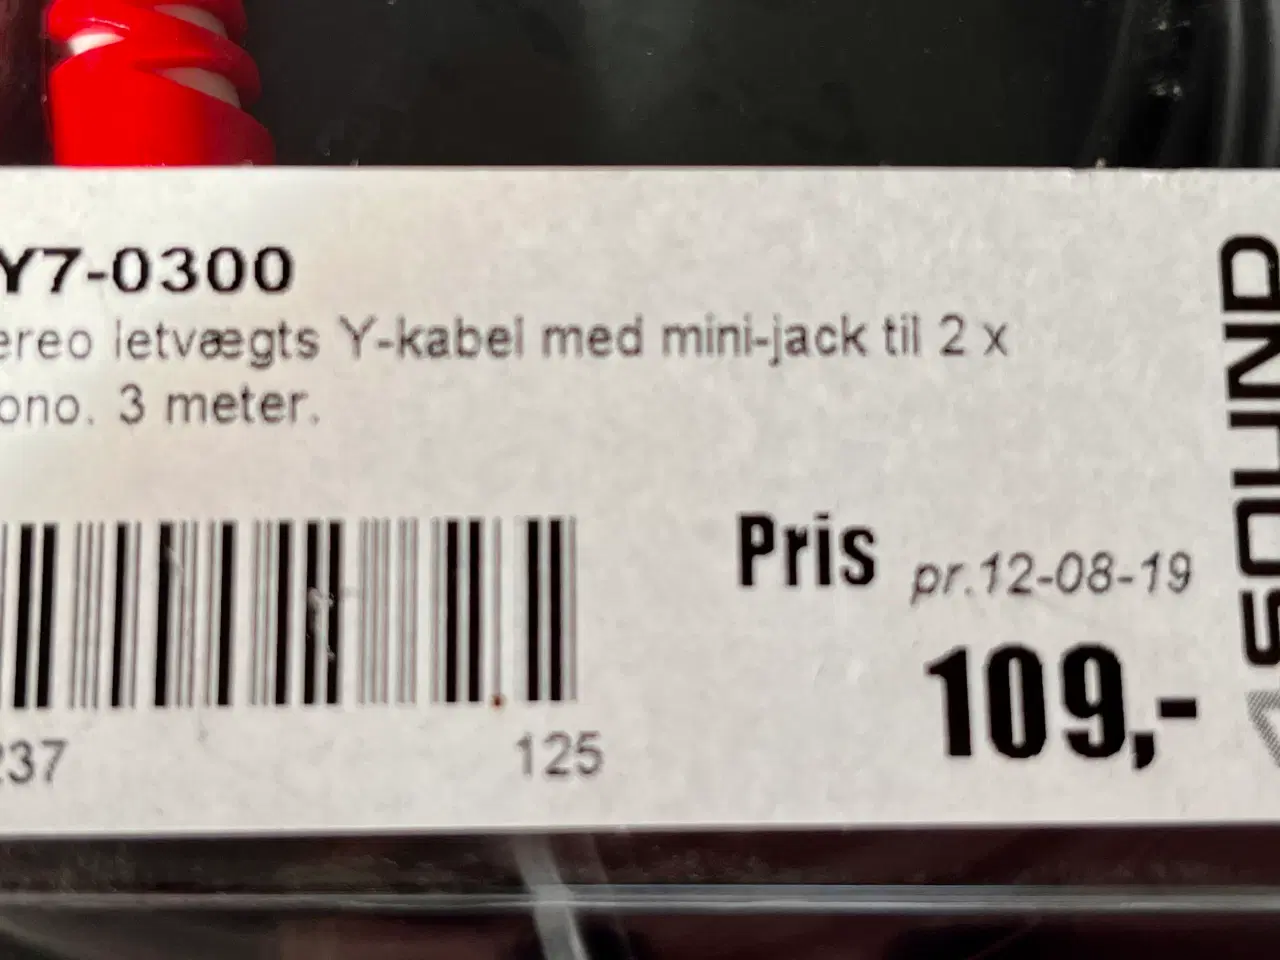 Y7-0300
ereo letvægts Y-kabel med mini-jack til 2 x
ono. 3 meter.
Pris pr.12-08-19
109,-
237
125
SOUND